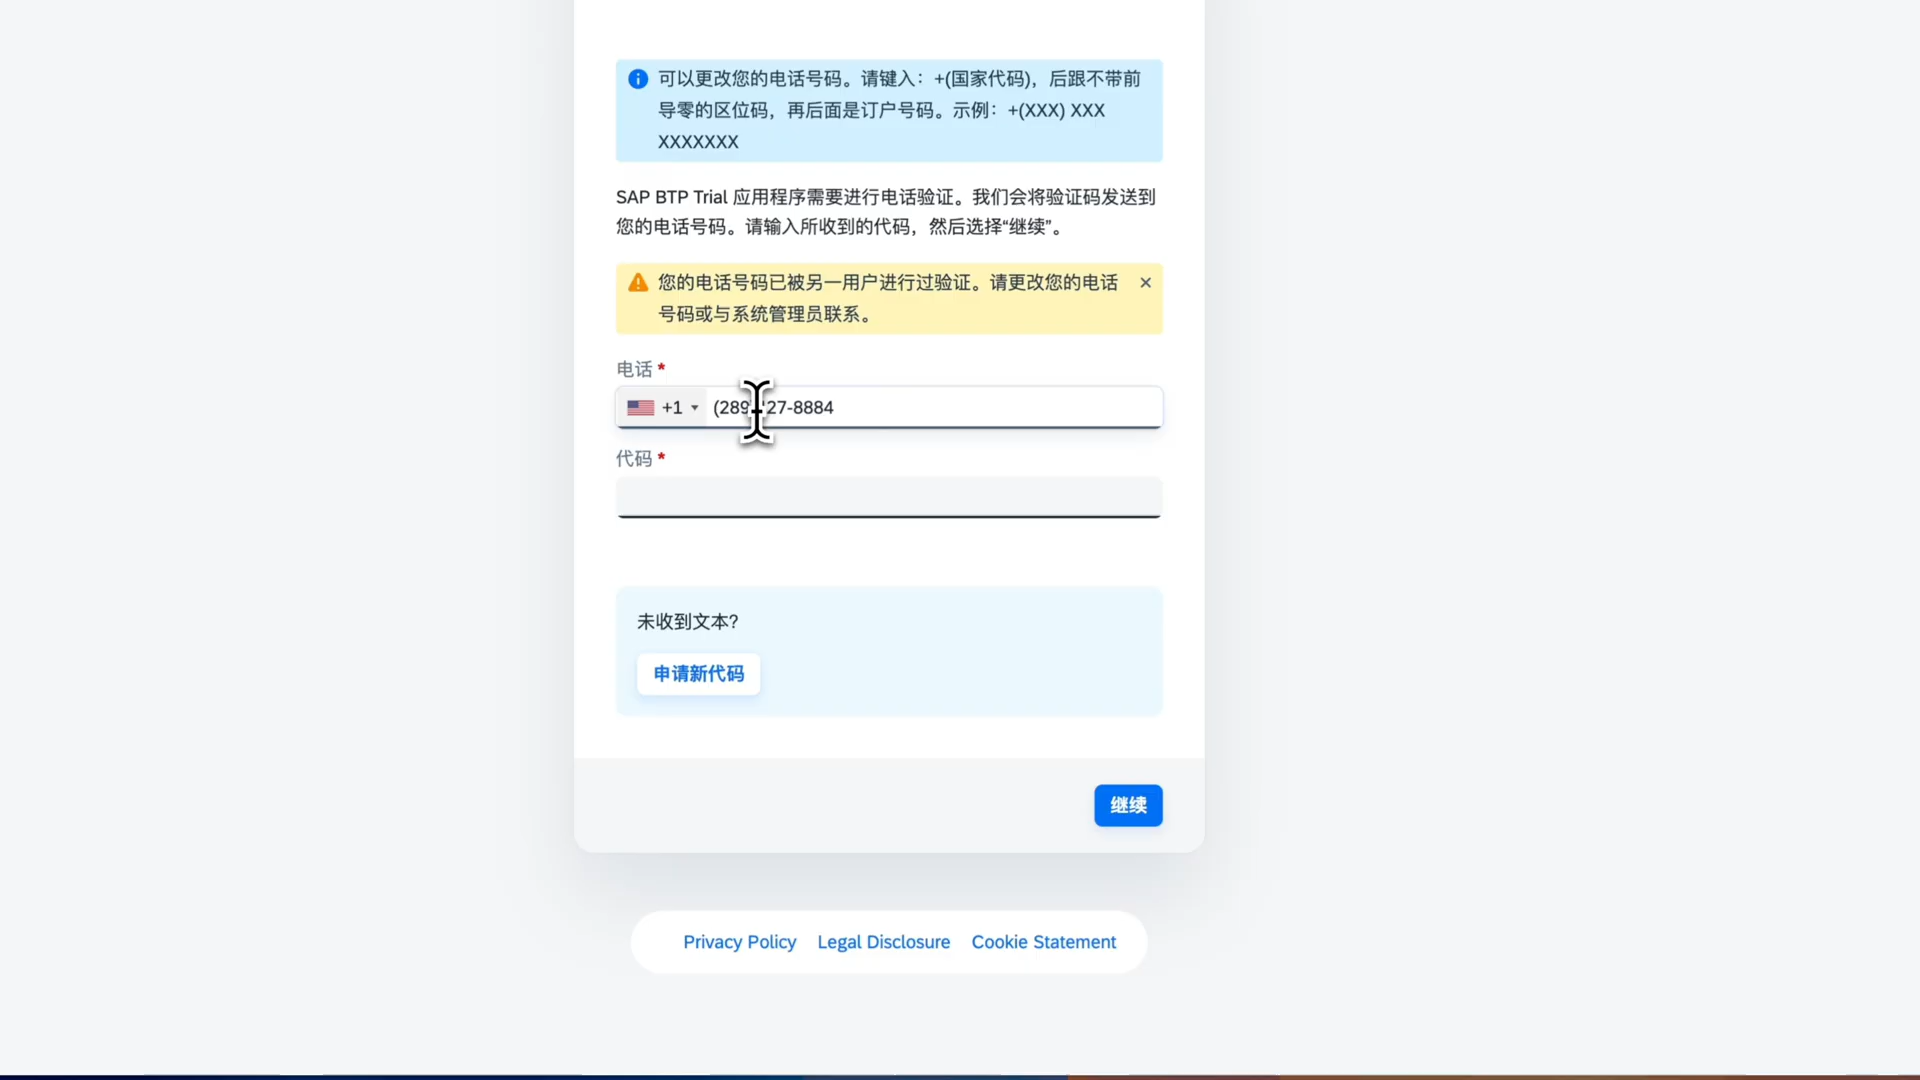 可以更改您的电话号码。请键入：+(国家代码)，后跟不带前
导零的区位码，再后面是订户号码。示例：+(XXX) XXX
XXXXXXX
SAP BTP Trial 应用程序需要进行电话验证。我们会将验证码发送到
您的电话号码。请输入所收到的代码，然后选择“继续”。
您的电话号码已被另一用户进行过验证。请更改您的电话
号码或与系统管理员联系。
电话 *
+1 (289 27-8884
代码 *
未收到文本?
申请新代码
继续
Privacy Policy Legal Disclosure Cookie Statement